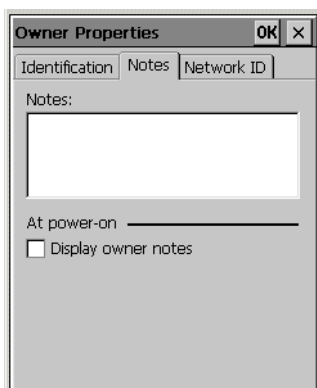 Owner Properties OK ×
Identification Notes Network ID
Notes:
At power-on
Display owner notes